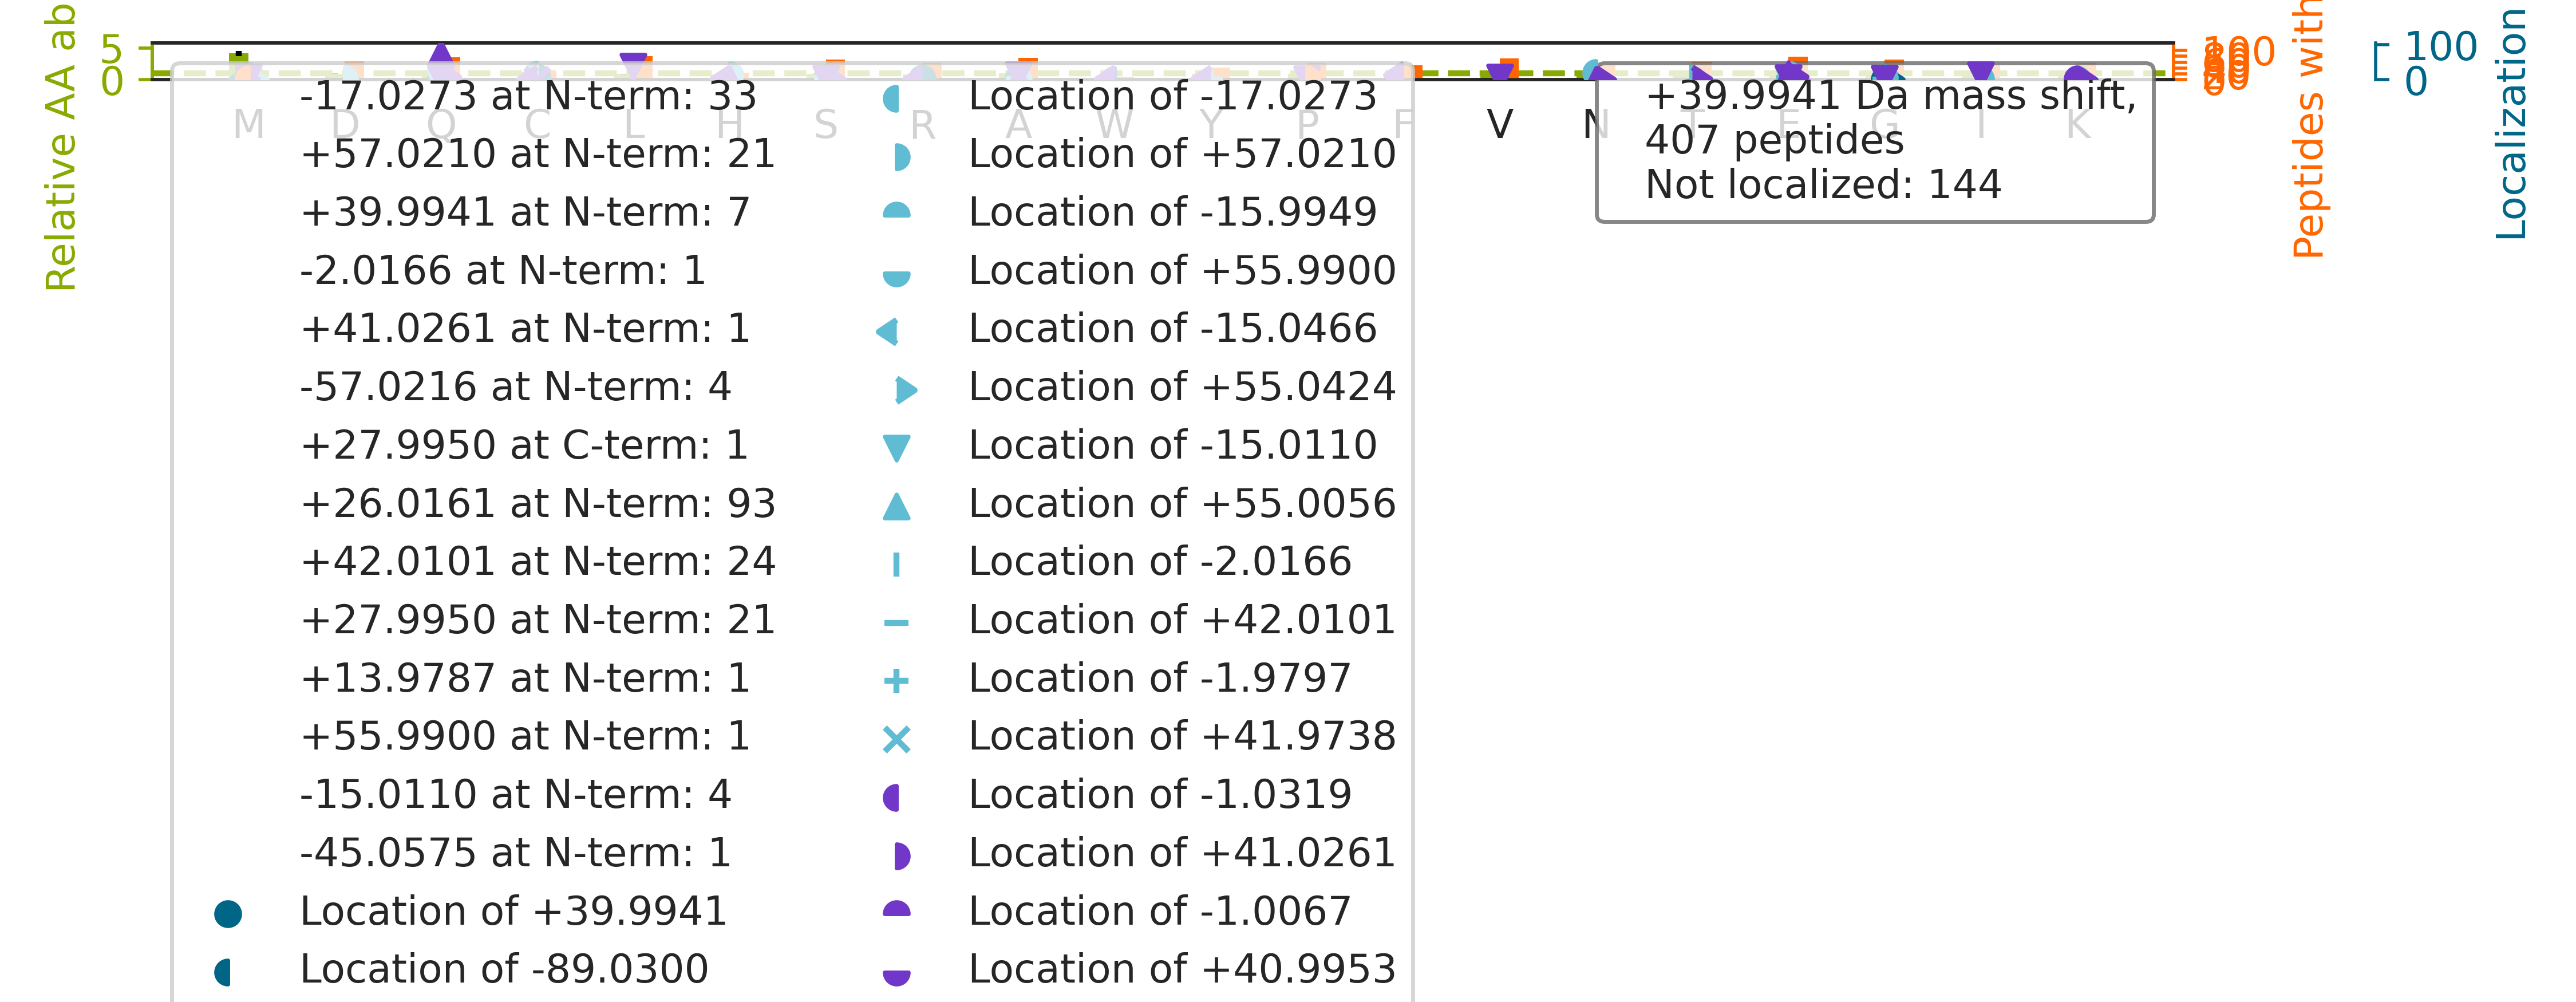 Relative AA ab
5
0
M D Q C L H S R A W Y P F V N T E G I K
100
0
Peptides with
100
0
Localization
+39.9941 Da mass shift,
407 peptides
Not localized: 144
-17.0273 at N-term: 33
+57.0210 at N-term: 21
+39.9941 at N-term: 7
-2.0166 at N-term: 1
+41.0261 at N-term: 1
-57.0216 at N-term: 4
+27.9950 at C-term: 1
+26.0161 at N-term: 93
+42.0101 at N-term: 24
+27.9950 at N-term: 21
+13.9787 at N-term: 1
+55.9900 at N-term: 1
-15.0110 at N-term: 4
-45.0575 at N-term: 1
Location of +39.9941
Location of -89.0300
Location of -17.0273
Location of +57.0210
Location of -15.9949
Location of +55.9900
Location of -15.0466
Location of +55.0424
Location of -15.0110
Location of +55.0056
Location of -2.0166
Location of +42.0101
Location of -1.9797
Location of +41.9738
Location of -1.0319
Location of +41.0261
Location of -1.0067
Location of +40.9953